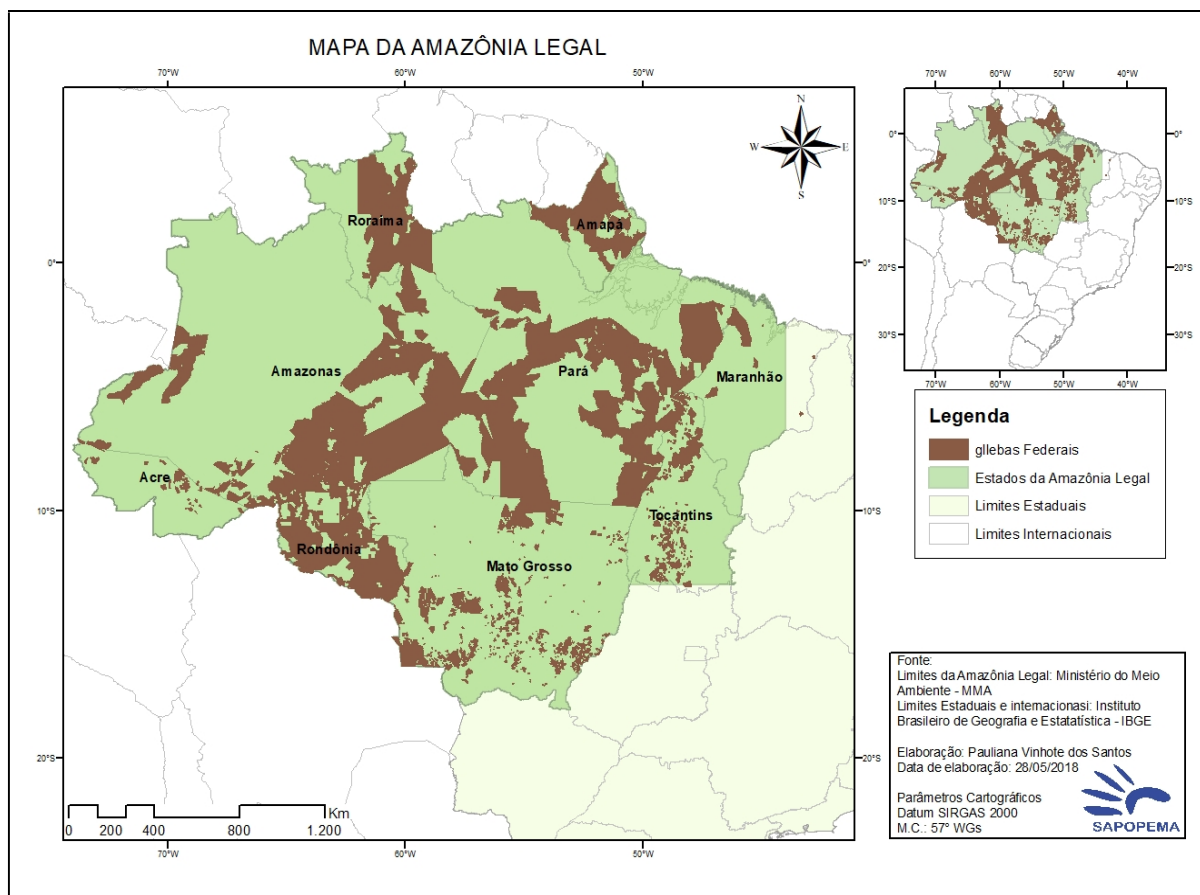 MAPA DA AMAZÔNIA LEGAL
70°W 60°W 50°W
N
W E
S
Roraima
Amapá
0°
Amazonas
Pará
Maranhão
Acre
10°S
10°S
Tocantins
Rondônia
Mato Grosso
20°S
20°S
Km
0 200 400 800 1.200
70°W 60°W 50°W
70°W 60°W 50°W 40°W
0° 0°
10°S 10°S
20°S 20°S
30°S 30°S
70°W 60°W 50°W 40°W
Legenda
gllebas Federais
Estados da Amazônia Legal
Limites Estaduais
Limites Internacionais
Fonte:
Limites da Amazônia Legal: Ministério do Meio
Ambiente - MMA
Limites Estaduais e internacionasi: Instituto
Brasileiro de Geografia e Estatatística - IBGE
Elaboração: Pauliana Vinhote dos Santos
Data de elaboração: 28/05/2018
Parâmetros Cartográficos
Datum SIRGAS 2000
M.C.: 57° WGs
SAPOPEMA